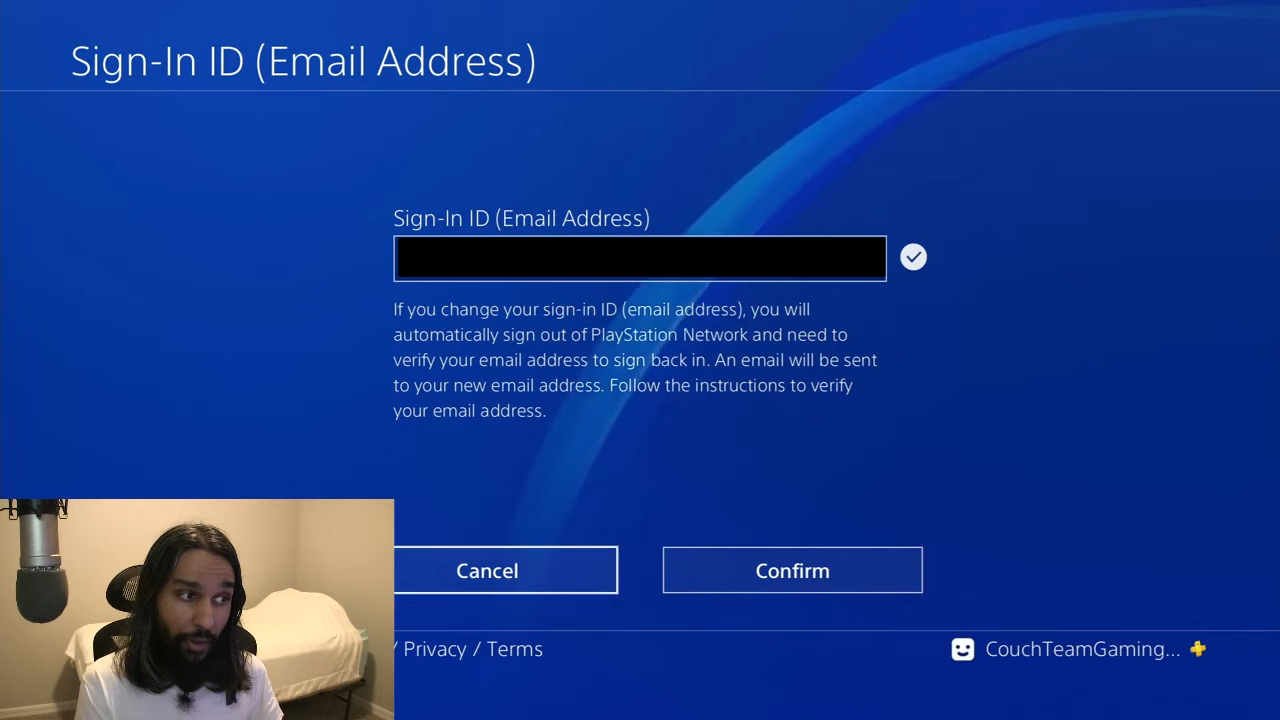 Sign-In ID (Email Address)
Sign-In ID (Email Address)
If you change your sign-in ID (email address), you will
automatically sign out of PlayStation Network and need to
verify your email address to sign back in. An email will be sent
to your new email address. Follow the instructions to verify
your email address.
Cancel
Confirm
/ Privacy / Terms
CouchTeamGaming...